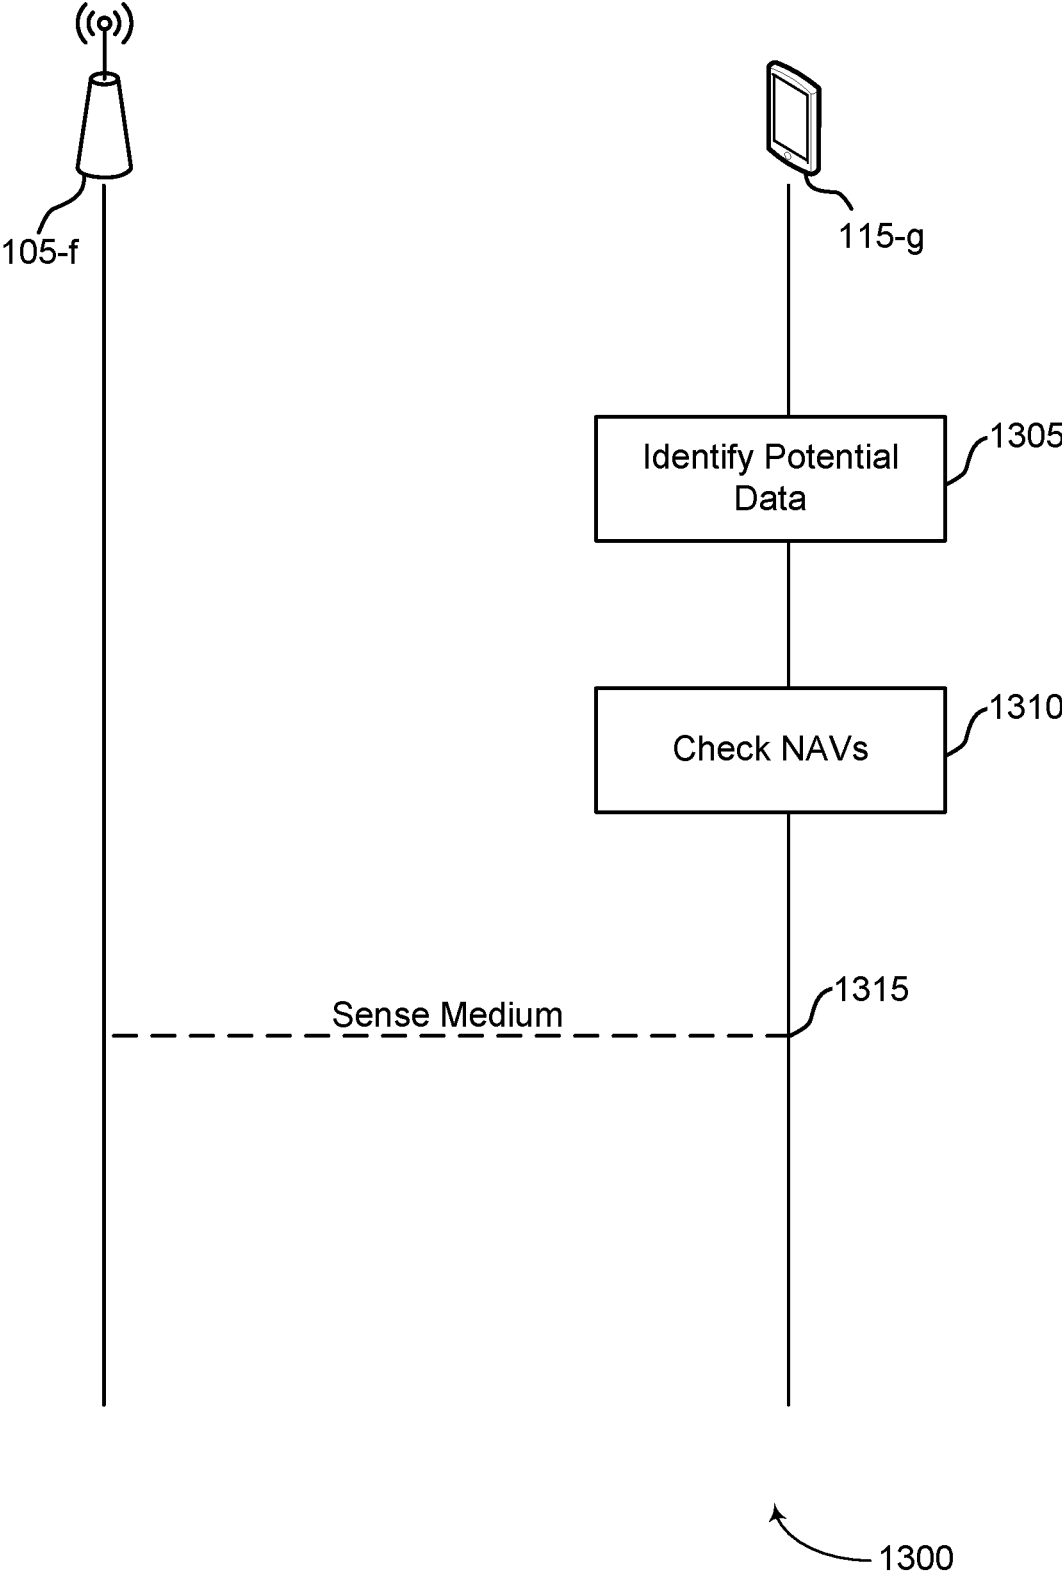 105-f
115-g
1305
Identify Potential
Data
1310
Check NAVs
1315
Sense Medium
1300